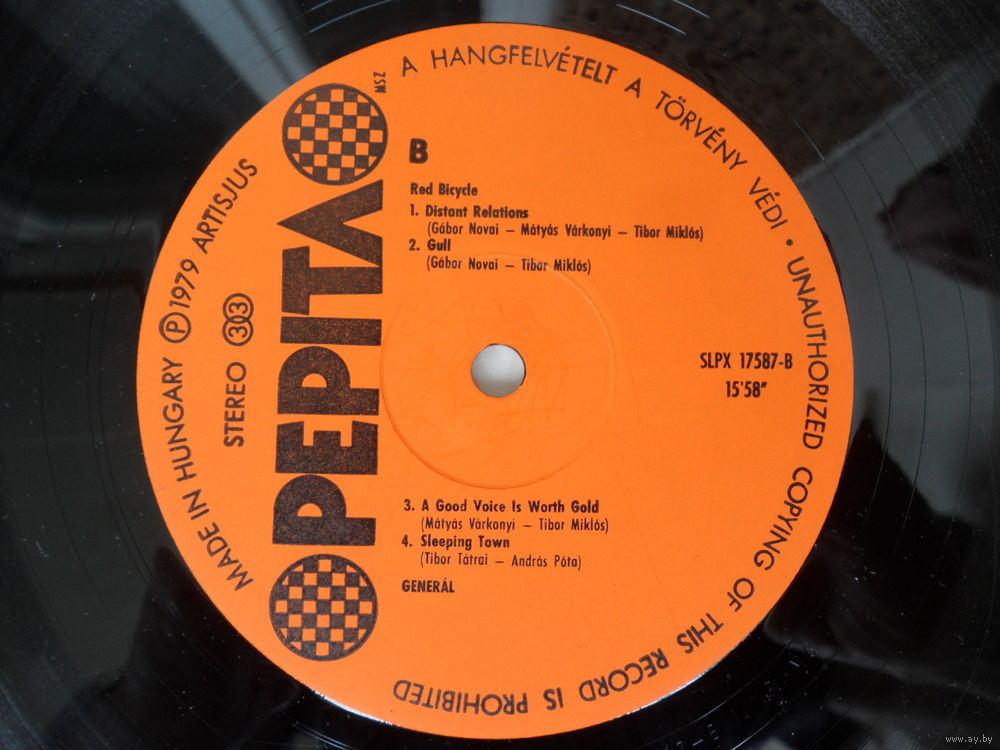 A HANGFELVÉTELT A TÖRVÉNY VÉDI • UNAUTHORIZED COPYING OF THIS RECORD IS PROHIBITED
MADE IN HUNGARY Ⓟ 1979 ARTISJUS
STEREO 33
PEPITA
MSZ
B
Red Bicycle
1. Distant Relations
(Gábor Novai – Mátyás Várkonyi – Tibor Miklós)
2. Gull
(Gábor Novai – Tibor Miklós)
SLPX 17587-B
15'58"
3. A Good Voice Is Worth Gold
(Mátyás Várkonyi – Tibor Miklós)
4. Sleeping Town
(Tibor Tátrai – András Póta)
GENERÁL
www.ay.by